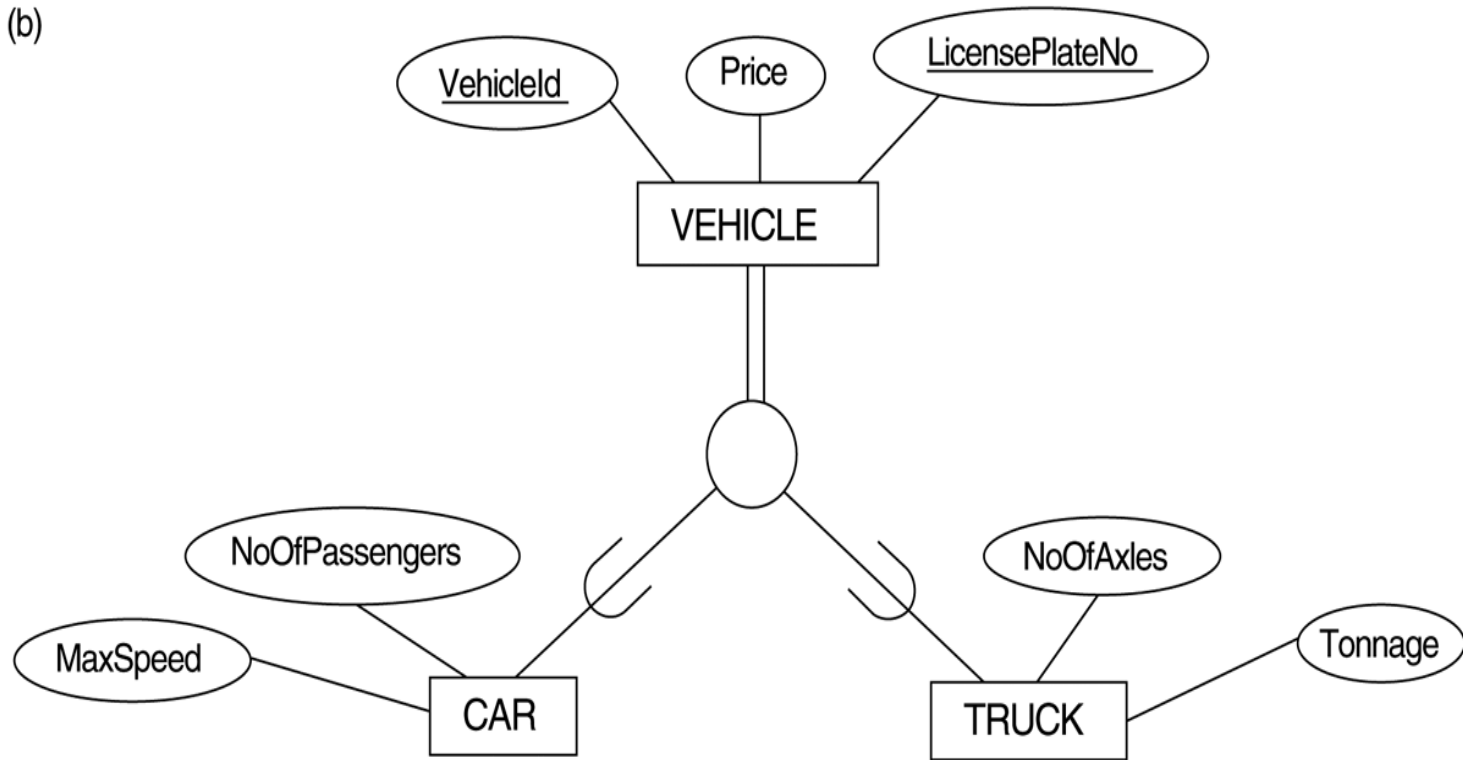 (b)
VehicleId
Price
LicensePlateNo
VEHICLE
NoOfPassengers
MaxSpeed
CAR
NoOfAxles
Tonnage
TRUCK